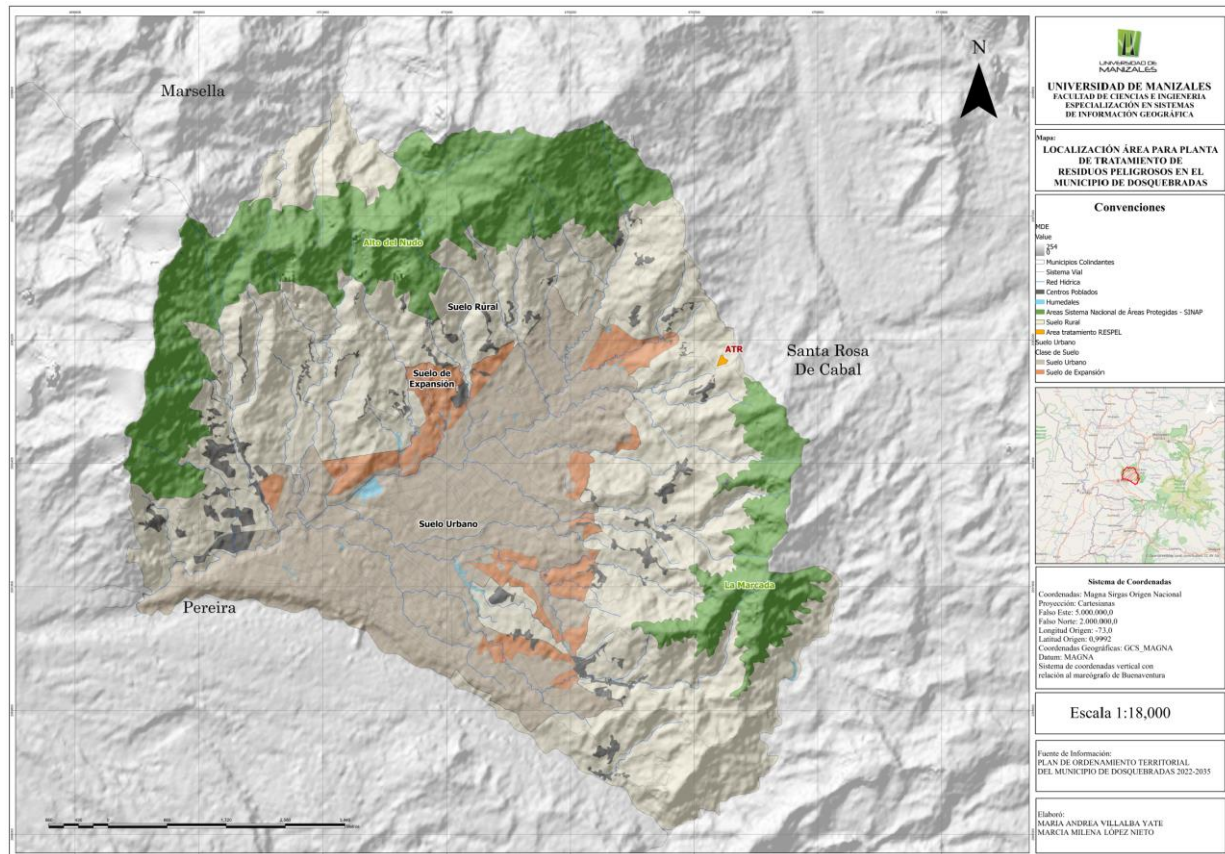 Marsella
N
Alto del Nudo
Suelo Rural
Suelo de
Expansión
ATR
Santa Rosa
De Cabal
Suelo Urbano
La Marcada
Pereira
UNIVERSIDAD DE
MANIZALES
UNIVERSIDAD DE MANIZALES
FACULTAD DE CIENCIAS E INGENIERIA
ESPECIALIZACIÓN EN SISTEMAS
DE INFORMACIÓN GEOGRÁFICA
Mapa:
LOCALIZACIÓN ÁREA PARA PLANTA
DE TRATAMIENTO DE
RESIDUOS PELIGROSOS EN EL
MUNICIPIO DE DOSQUEBRADAS
Convenciones
MDE
Value
254
0
Municipios Colindantes
Sistema Vial
Red Hidrica
Centros Poblados
Humedales
Areas Sistema Nacional de Áreas Protegidas - SINAP
Suelo Rural
Area tratamiento RESPEL
Suelo Urbano
Clase de Suelo
Suelo Urbano
Suelo de Expansión
Sistema de Coordenadas
Coordenadas: Magna Sirgas Origen Nacional
Proyección: Cartesianas
Falso Este: 5.000.000,0
Falso Norte: 2.000.000,0
Longitud Origen: -73,0
Latitud Origen: 0,9992
Coordenadas Geográficas: GCS_MAGNA
Datum: MAGNA
Sistema de coordenadas vertical con
relación al mareógrafo de Buenaventura
Escala 1:18,000
Fuente de Información:
PLAN DE ORDENAMIENTO TERRITORIAL
DEL MUNICIPIO DE DOSQUEBRADAS 2022-2035
Elaboró:
MARIA ANDREA VILLALBA YATE
MARCIA MILENA LÓPEZ NIETO